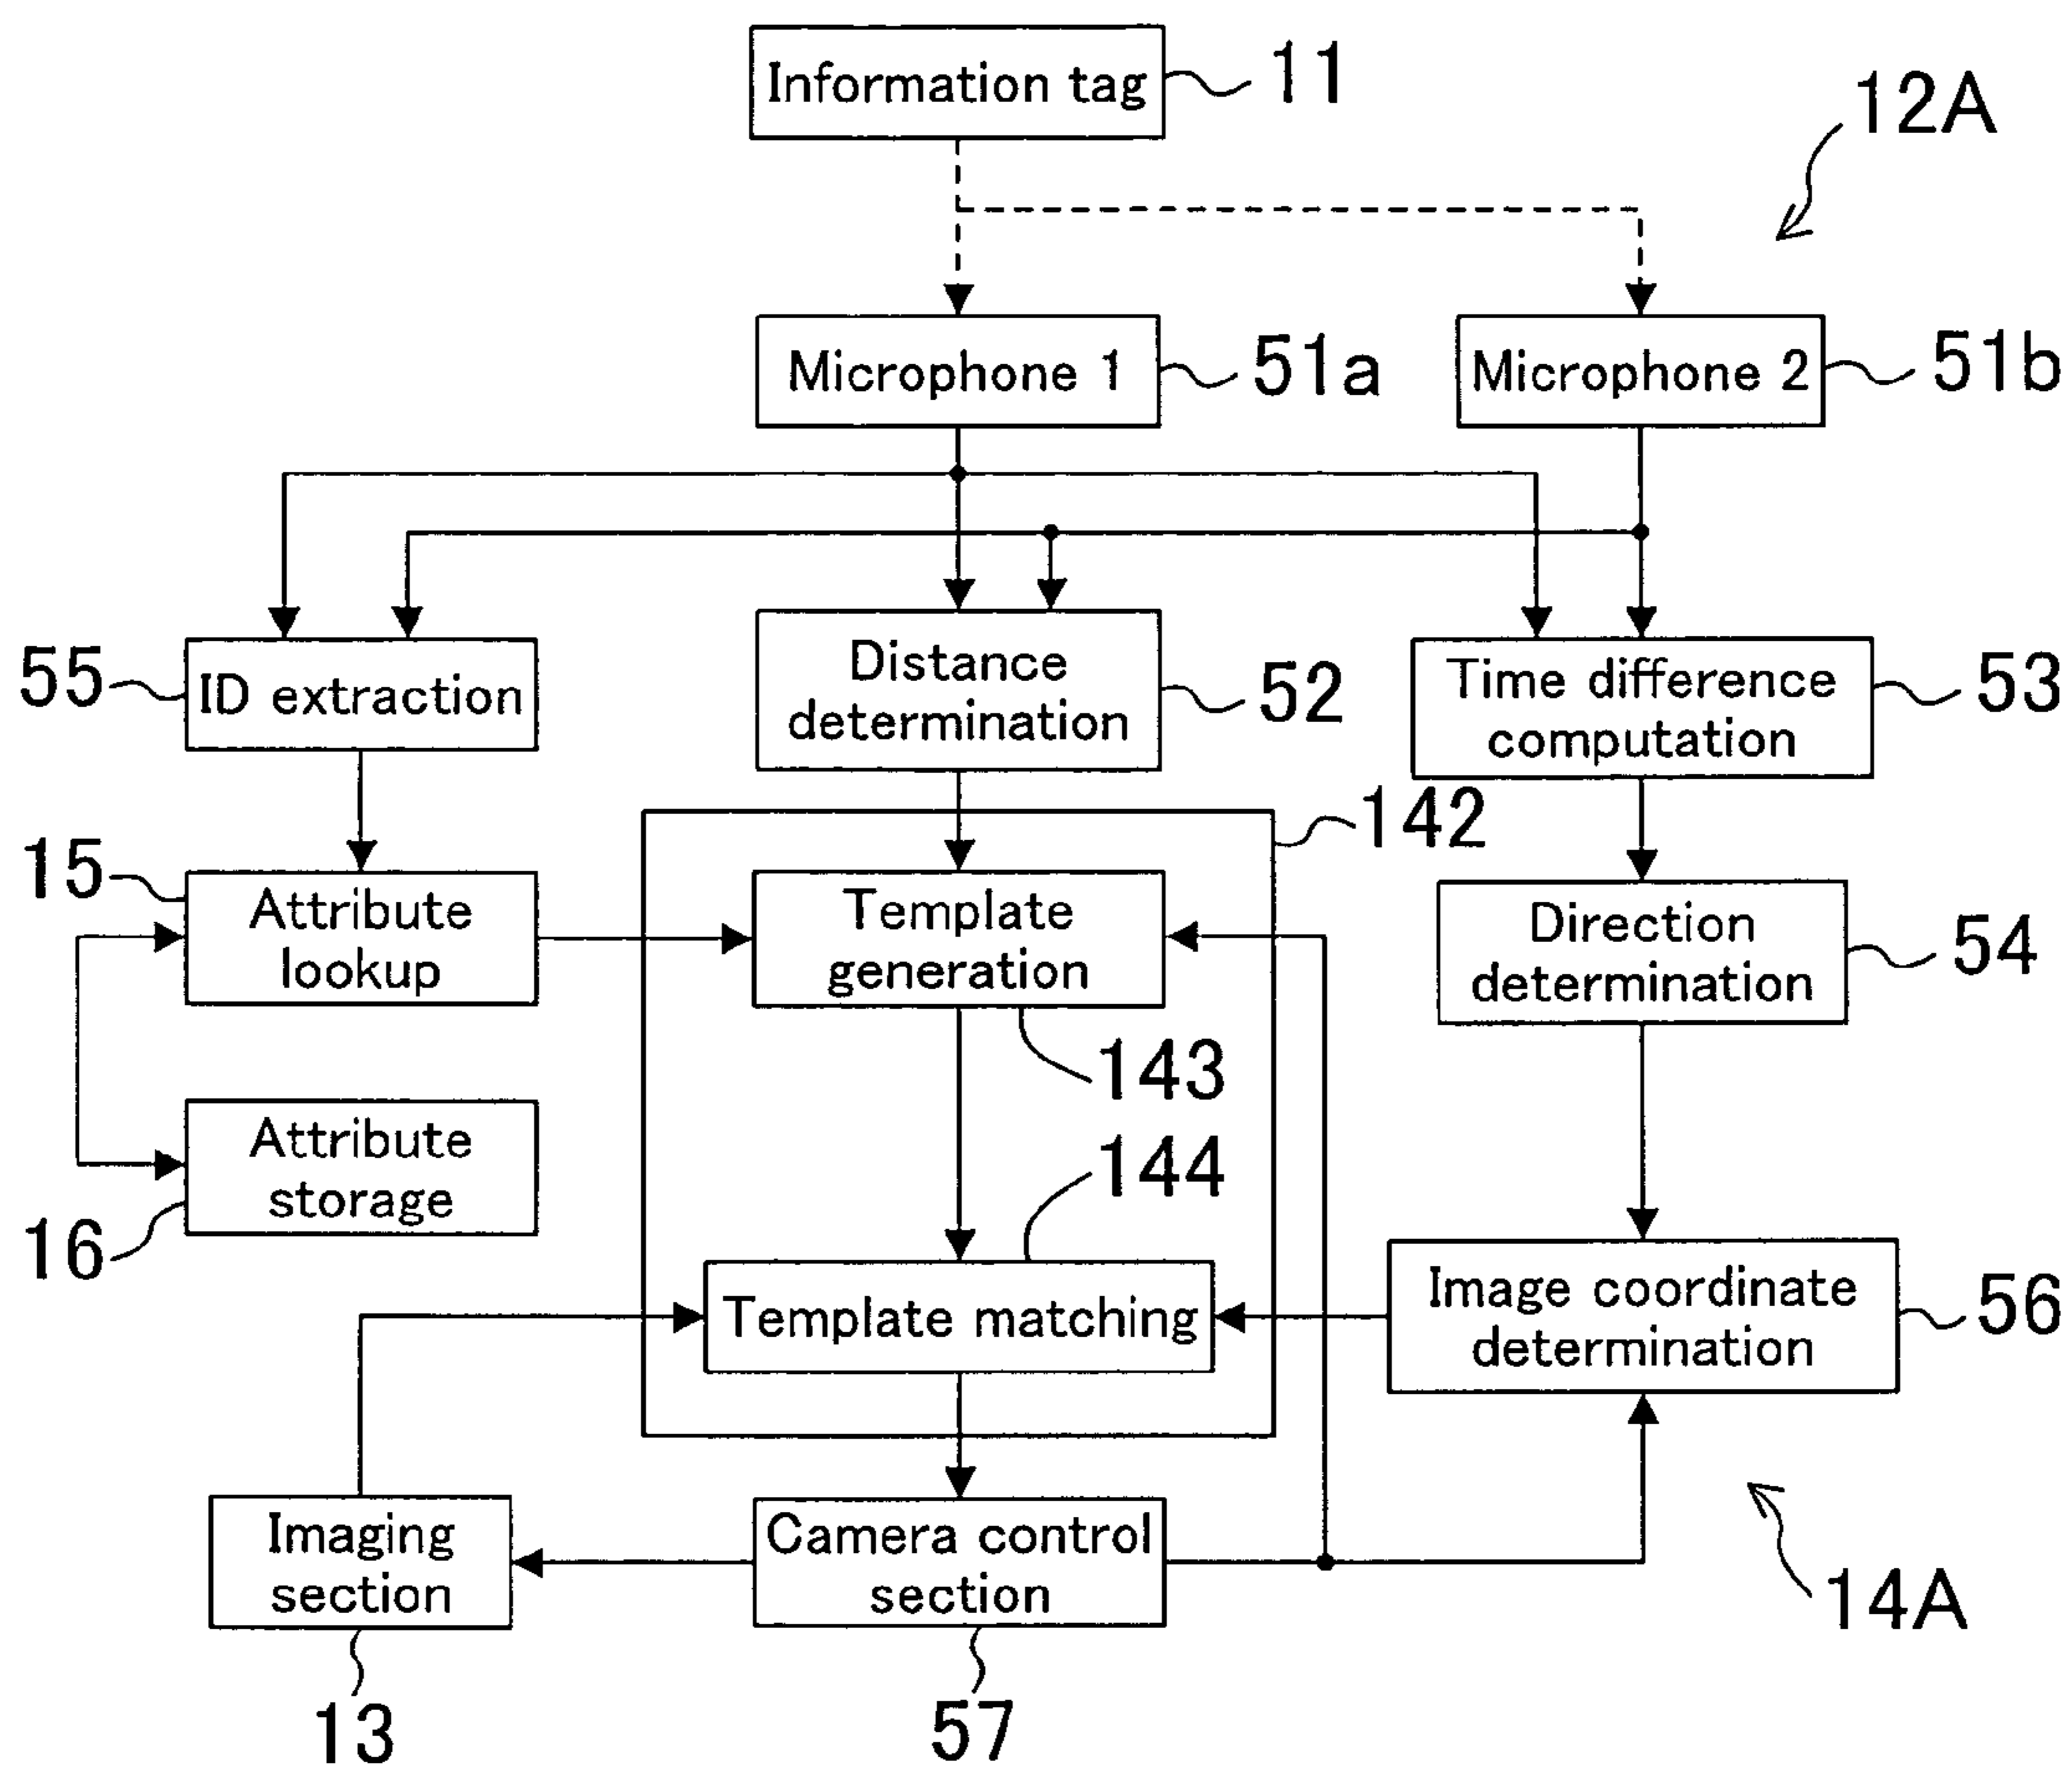 Information tag
11
12A
Microphone 1
51a
Microphone 2
51b
55
ID extraction
Distance
determination
52
Time difference
computation
53
142
15
Attribute
lookup
Template
generation
143
Direction
determination
54
Attribute
storage
16
144
Template matching
Image coordinate
determination
56
Imaging
section
13
Camera control
section
57
14A